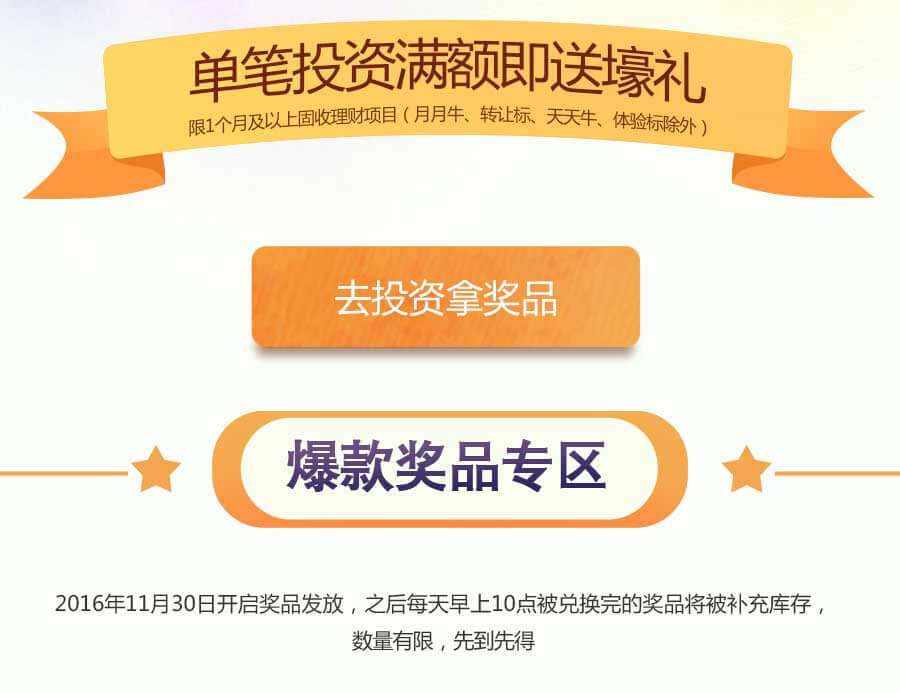 单笔投资满额即送壕礼
限1个月及以上固收理财项目（月月牛、转让标、天天牛、体验标除外）
去投资拿奖品
爆款奖品专区
2016年11月30日开启奖品发放，之后每天早上10点被兑换完的奖品将被补充库存，
数量有限，先到先得